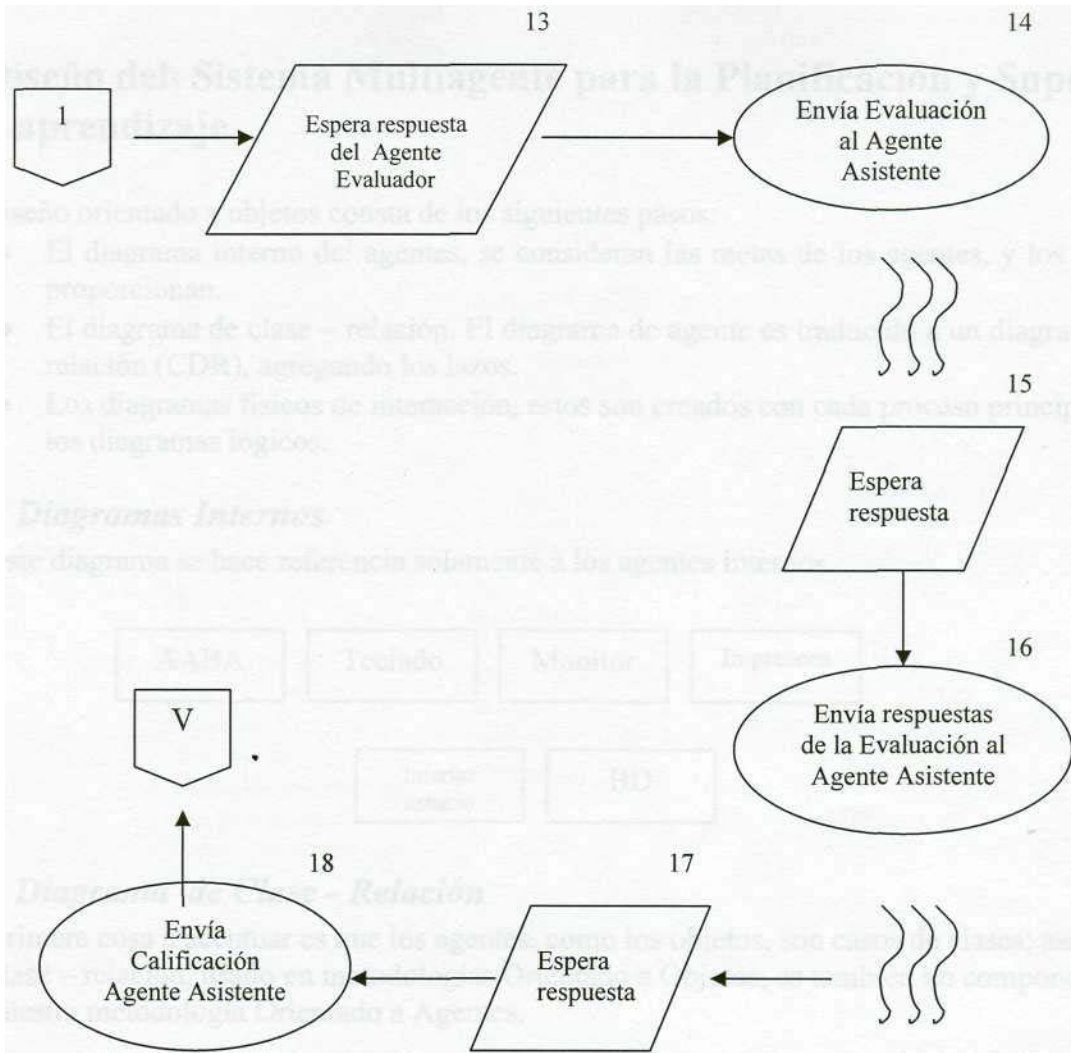 13
14
1
Espera respuesta
del Agente
Evaluador
Envía Evaluación
al Agente
Asistente
15
Espera
respuesta
16
Envía respuestas
de la Evaluación al
Agente Asistente
V
18
17
Envía
Calificación
Agente Asistente
Espera
respuesta